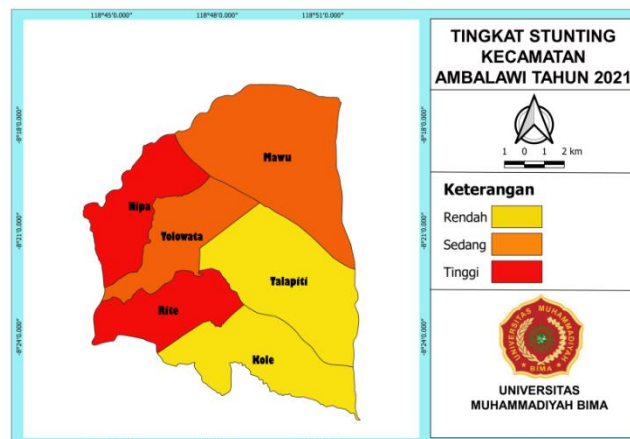 118°45'0.000" 118°48'0.000" 118°51'0.000"
TINGKAT STUNTING
KECAMATAN
AMBALAWI TAHUN 2021
1 0 1 2 km
Keterangan
Rendah
Sedang
Tinggi
UNIVERSITAS MUHAMMADIYAH
BIMA
UNIVERSITAS
MUHAMMADIYAH BIMA
-8°18'0.000"
-8°21'0.000"
-8°24'0.000"
Mawu
Nipa
Tolowata
Talapiti
Rite
Kole
-8°18'0.000"
-8°21'0.000"
-8°24'0.000"